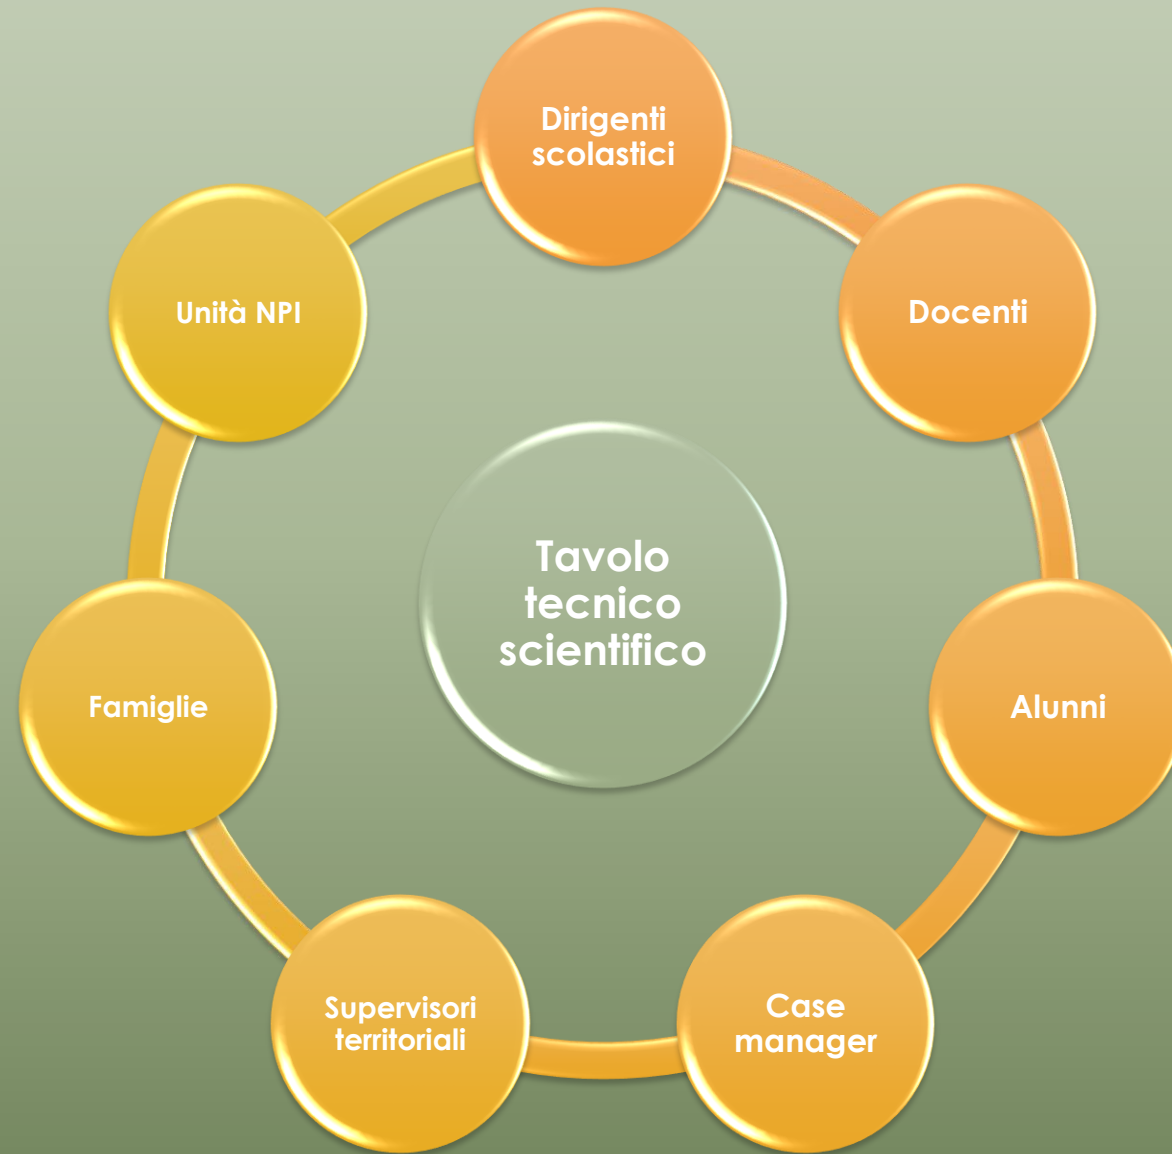 Dirigenti
scolastici
Docenti
Alunni
Case
manager
Supervisori
territoriali
Famiglie
Unità NPI
Tavolo
tecnico
scientifico